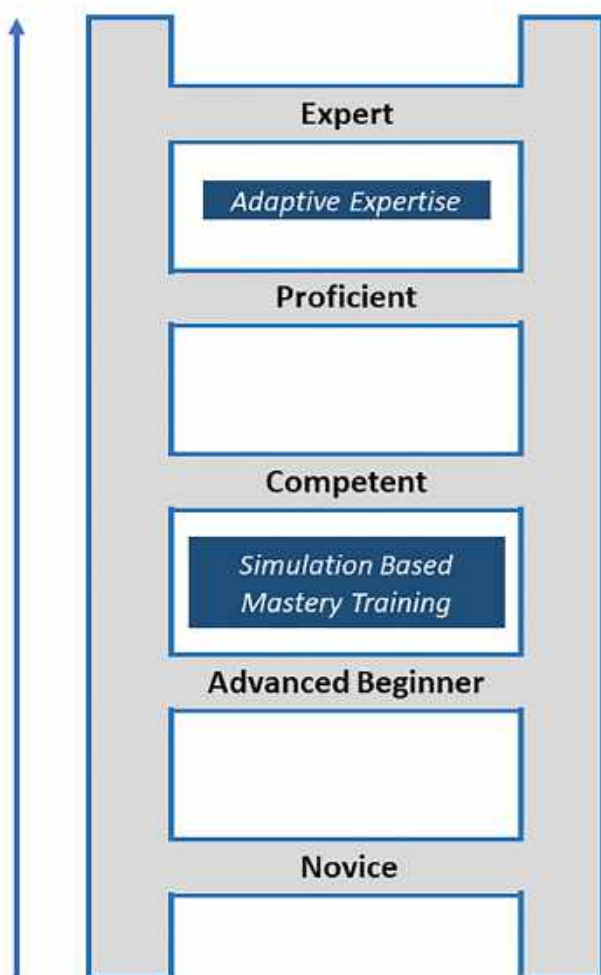 Expert
Adaptive Expertise
Proficient
Competent
Simulation Based
Mastery Training
Advanced Beginner
Novice